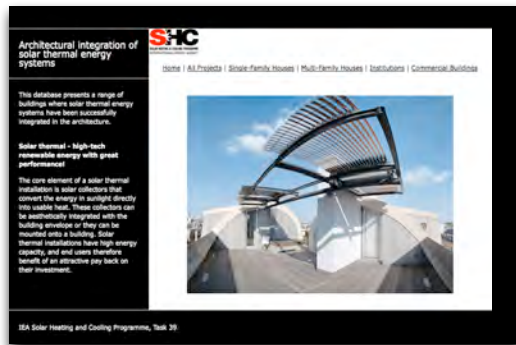 Architectural integration of
solar thermal energy
systems
SHC
SOLAR HEATING & COOLING PROGRAMME
Home | All Projects | Single-Family Houses | Multi-Family Houses | Institutions | Commercial Buildings
This database presents a range of
buildings where solar thermal energy
systems have been successfully
integrated in the architecture.
Solar thermal - high-tech
renewable energy with great
performance!
The core element of a solar thermal
installation is solar collectors that
convert the energy in sunlight directly
into usable heat. These collectors can
be aesthetically integrated with the
building envelope or they can be
mounted onto a building. Solar
thermal installations have high energy
capacity, and end users therefore
benefit of an attractive pay back on
their investment.
IEA Solar Heating and Cooling Programme, Task 39